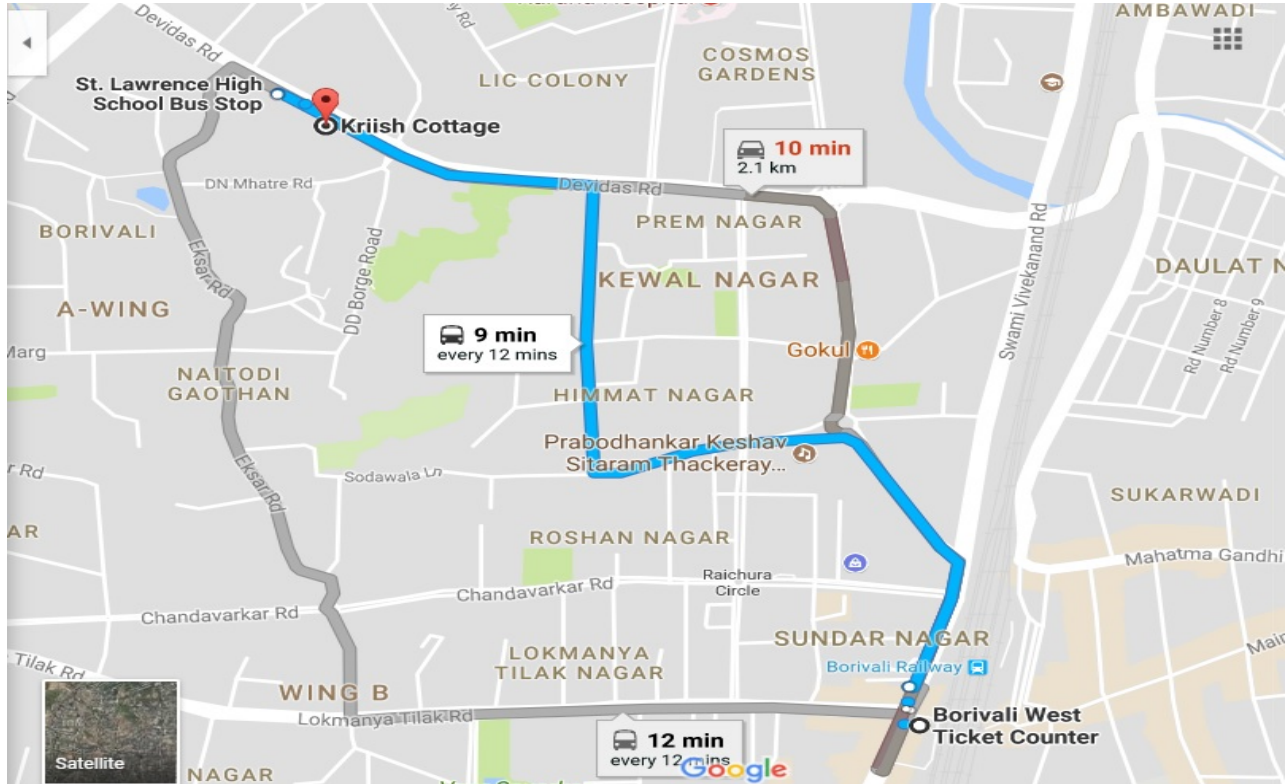 AMBAWADI
Devidas Rd
COSMOS
GARDENS
LIC COLONY
St. Lawrence High
School Bus Stop
Kriish Cottage
10 min
2.1 km
DN Mhatre Rd
Devidas Rd
PREM NAGAR
BORIVALI
KEWAL NAGAR
DAULAT N
Eksar Rd
DD Borge Road
Swami Vivekanand Rd
A-WING
Rd Number 8
Rd Number 9
9 min
every 12 mins
Gokul
Marg
NAITODI
GAOTHAN
HIMMAT NAGAR
Prabodhankar Keshav
Sitaram Thackeray...
Sodawala Ln
r Rd
Eksar Rd
SUKARWADI
AR
ROSHAN NAGAR
Mahatma Gandhi
Raichura
Circle
Chandavarkar Rd
Chandavarkar Rd
SUNDAR NAGAR
LOKMANYA
TILAK NAGAR
Borivali Railway
Main
Tilak Rd
WING B
Lokmanya Tilak Rd
Borivali West
Ticket Counter
12 min
every 12 mins
Google
Satellite
NAGAR